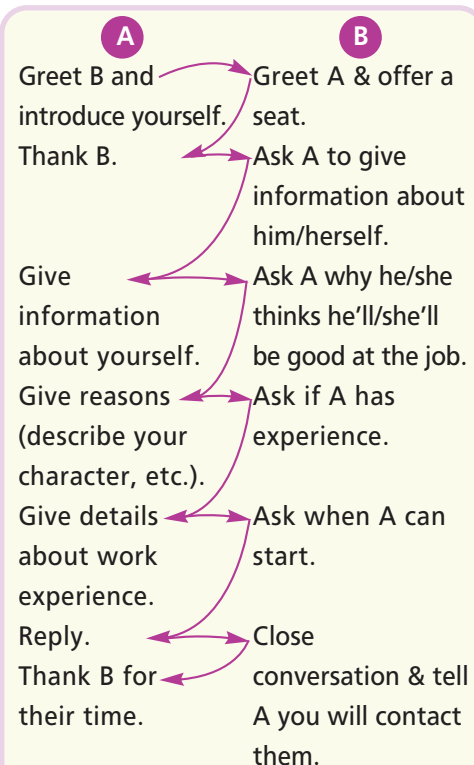 A
Greet B and
introduce yourself.
Thank B.
Give
information
about yourself.
Give reasons
(describe your
character, etc.).
Give details
about work
experience.
Reply.
Thank B for
their time.
B
Greet A & offer a
seat.
Ask A to give
information about
him/herself.
Ask A why he/she
thinks he'll/she'll
be good at the job.
Ask if A has
experience.
Ask when A can
start.
Close
conversation & tell
A you will contact
them.